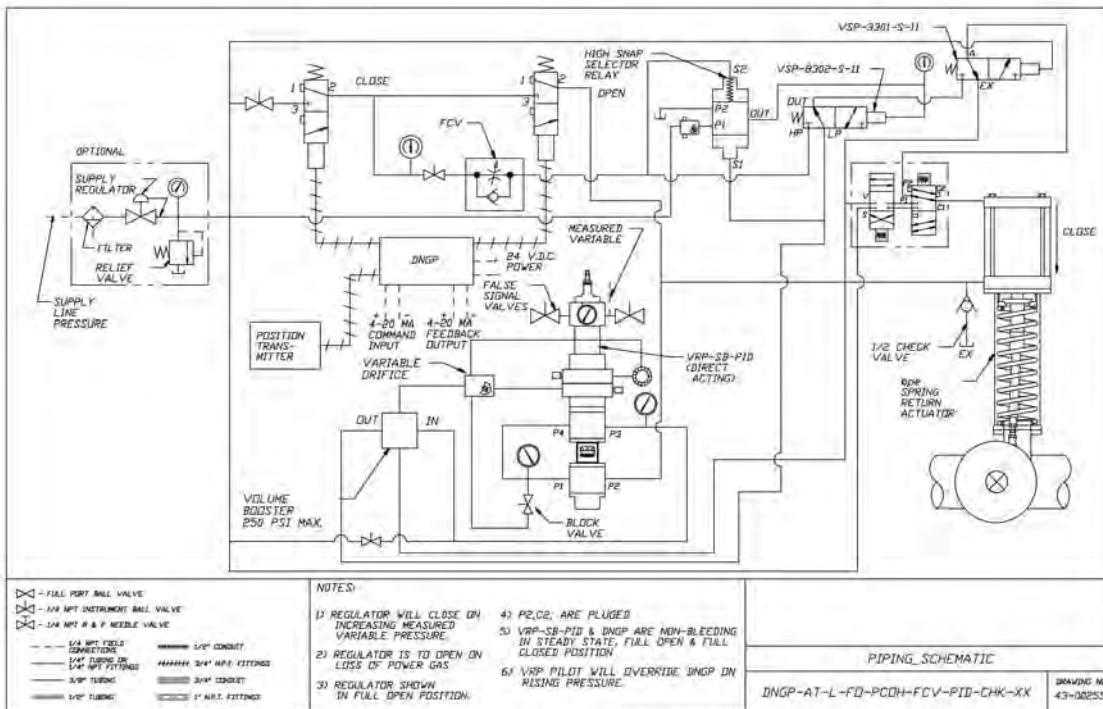 VSP-3301-S-11
HIGH SNAP
SELECTOR
RELAY
S2
VSP-8302-S-11
A
EX
1
2
3
CLOSE
1
2
3
OPEN
P2
P1
OUT
S1
OUT
HP
LP
FCV
OPTIONAL
SUPPLY
REGULATOR
FILTER
RELIEF
VALVE
SUPPLY
LINE
PRESSURE
DNGP
24 V.D.C.
POWER
MEASURED
VARIABLE
FALSE
SIGNAL
VALVES
+ -
+ -
4-20 MA
COMMAND
INPUT
4-20 MA
FEEDBACK
OUTPUT
POSITION
TRANS-
MITTER
V
S
CLOSE
VARIABLE
ORIFICE
VRP-SB-PID
(DIRECT
ACTING)
1/2 CHECK
VALVE
EX
SPRING
RETURN
ACTUATOR
OUT
IN
P4
P3
P1
P2
VOLUME
BOOSTER
250 PSI MAX.
BLOCK
VALVE
- FULL PORT BALL VALVE
- 1/4 NPT INSTRUMENT BALL VALVE
- 1/4 NPT R & F NEEDLE VALVE
1/4 NPT FIELD
CONNECTIONS
1/4" TUBING OR
1/4" NPT FITTINGS
3/8" TUBING
1/2" TUBING
1/2" CONDUIT
3/4" N.P.T. FITTINGS
3/4" CONDUIT
1" N.P.T. FITTINGS
NOTES:
1) REGULATOR WILL CLOSE ON
INCREASING MEASURED
VARIABLE PRESSURE.
2) REGULATOR IS TO OPEN ON
LOSS OF POWER GAS
3) REGULATOR SHOWN
IN FULL OPEN POSITION.
4) P2,C2, ARE PLUGED
5) VRP-SB-PID & DNGP ARE NON-BLEEDING
IN STEADY STATE, FULL OPEN & FULL
CLOSED POSITION
6) VRP PILOT WILL OVERRIDE DNGP ON
RISING PRESSURE.
PIPING SCHEMATIC
DNGP-AT-L-FO-PCOH-FCV-PID-CHK-XX
DRAWING NO